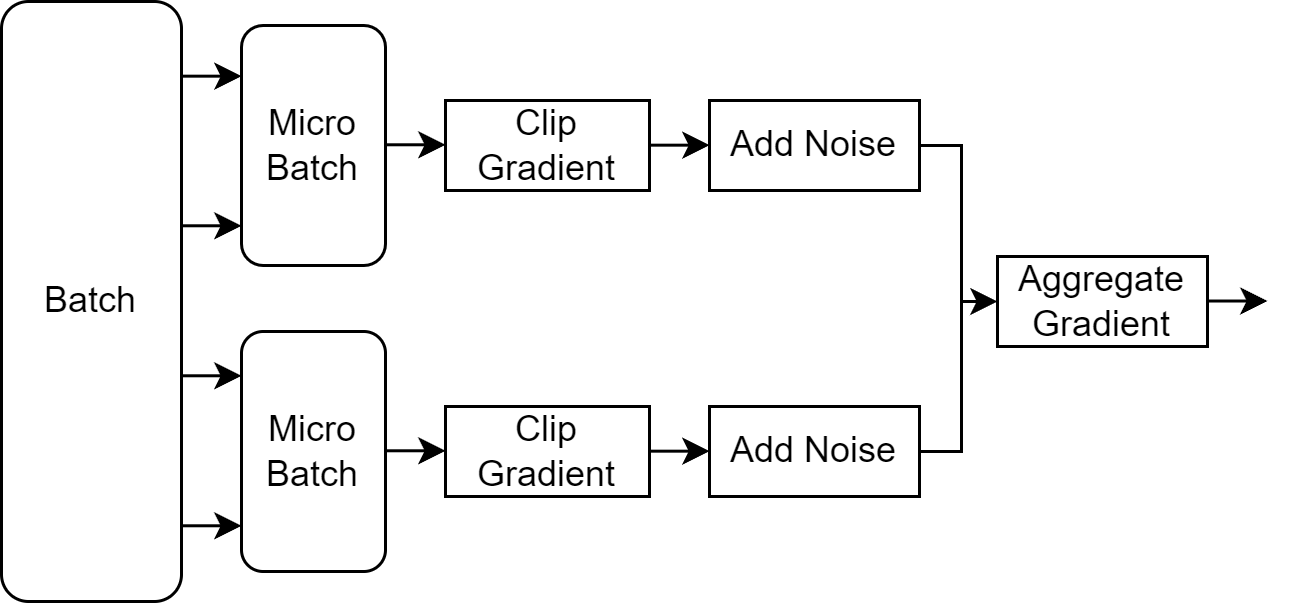 Batch
Micro
Batch
Clip
Gradient
Add Noise
Micro
Batch
Clip
Gradient
Add Noise
Aggregate
Gradient